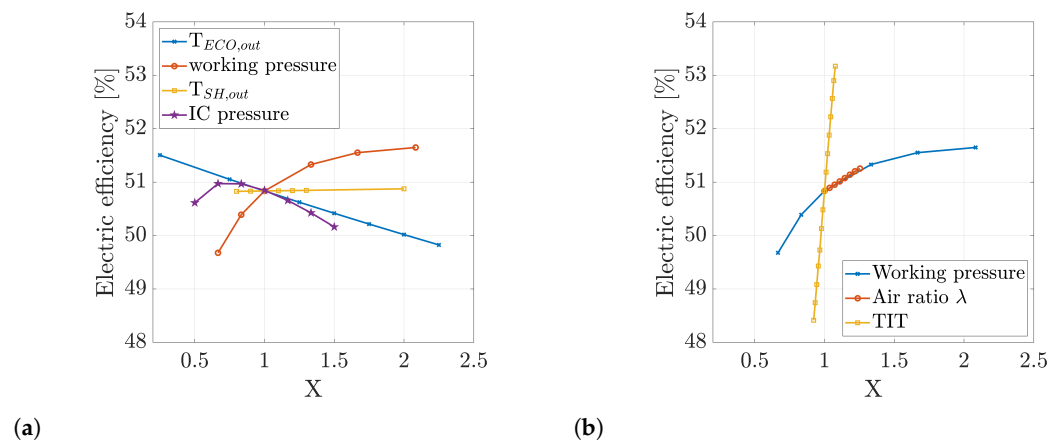 54
53
52
51
50
49
48
Electric efficiency [%]
T_ECO,out
working pressure
T_SH,out
IC pressure
0.5 1 1.5 2 2.5
X
(a)
54
53
52
51
50
49
48
Electric efficiency [%]
Working pressure
Air ratio λ
TIT
0.5 1 1.5 2 2.5
X
(b)